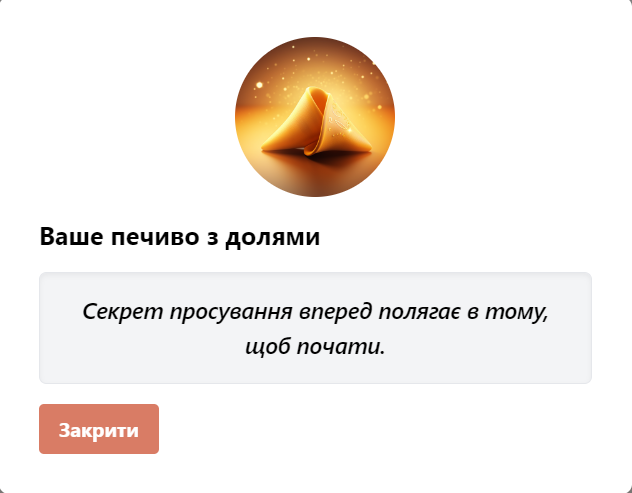 Ваше печиво з долями
Секрет просування вперед полягає в тому,
щоб почати.
Закрити